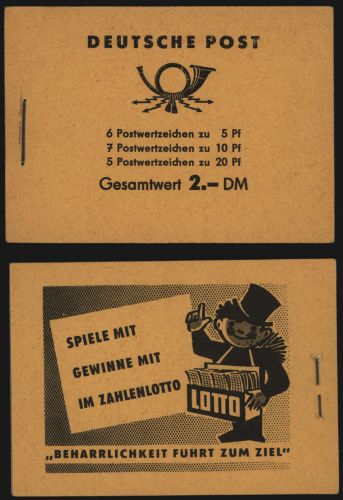 DEUTSCHE POST
6 Postwertzeichen zu 5 Pf
7 Postwertzeichen zu 10 Pf
5 Postwertzeichen zu 20 Pf
Gesamtwert 2.– DM
SPIELE MIT
GEWINNE MIT
IM ZAHLENLOTTO
LOTTO
„BEHARRLICHKEIT FÜHRT ZUM ZIEL"